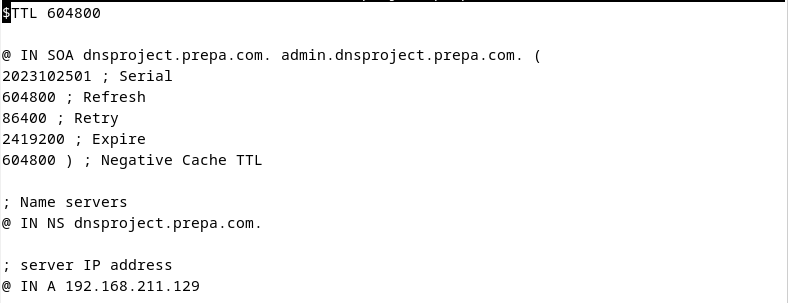 $TTL 604800
@ IN SOA dnsproject.prepa.com. admin.dnsproject.prepa.com. (
2023102501 ; Serial
604800 ; Refresh
86400 ; Retry
2419200 ; Expire
604800 ) ; Negative Cache TTL
; Name servers
@ IN NS dnsproject.prepa.com.
; server IP address
@ IN A 192.168.211.129